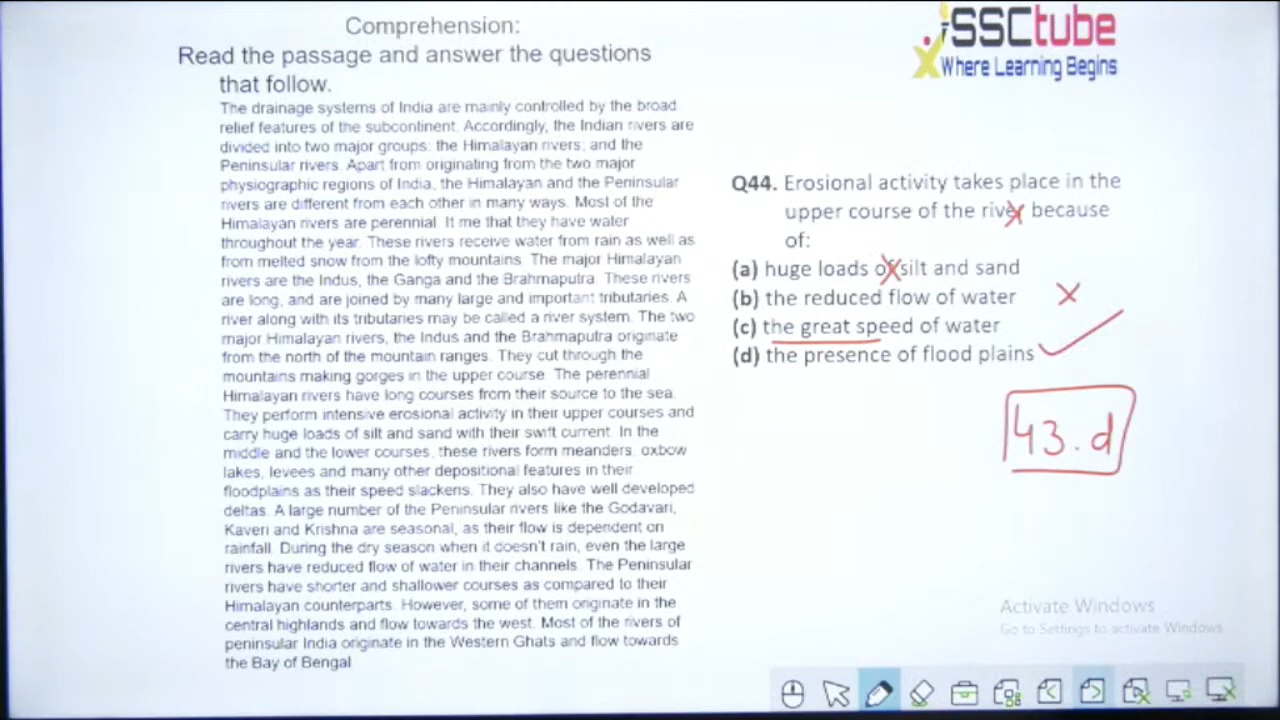 Comprehension:
Read the passage and answer the questions
that follow.
The drainage systems of India are mainly controlled by the broad
relief features of the subcontinent. Accordingly, the Indian rivers are
divided into two major groups: the Himalayan rivers; and the
Peninsular rivers. Apart from originating from the two major
physiographic regions of India, the Himalayan and the Peninsular
rivers are different from each other in many ways. Most of the
Himalayan rivers are perennial. It me that they have water
throughout the year. These rivers receive water from rain as well as
from melted snow from the lofty mountains. The major Himalayan
rivers are the Indus, the Ganga and the Brahmaputra. These rivers
are long, and are joined by many large and important tributaries. A
river along with its tributaries may be called a river system. The two
major Himalayan rivers, the Indus and the Brahmaputra originate
from the north of the mountain ranges. They cut through the
mountains making gorges in the upper course. The perennial
Himalayan rivers have long courses from their source to the sea.
They perform intensive erosional activity in their upper courses and
carry huge loads of silt and sand with their swift current. In the
middle and the lower courses, these rivers form meanders, oxbow
lakes, levees and many other depositional features in their
floodplains as their speed slackens. They also have well developed
deltas. A large number of the Peninsular rivers like the Godavari,
Kaveri and Krishna are seasonal, as their flow is dependent on
rainfall. During the dry season when it doesn't rain, even the large
rivers have reduced flow of water in their channels. The Peninsular
rivers have shorter and shallower courses as compared to their
Himalayan counterparts. However, some of them originate in the
central highlands and flow towards the west. Most of the rivers of
peninsular India originate in the Western Ghats and flow towards
the Bay of Bengal
SSCtube
Where Learning Begins
Q44. Erosional activity takes place in the
upper course of the river because
of:
(a) huge loads of silt and sand
(b) the reduced flow of water
(c) the great speed of water
(d) the presence of flood plains
43.d
Activate Windows
Go to Settings to activate Windows